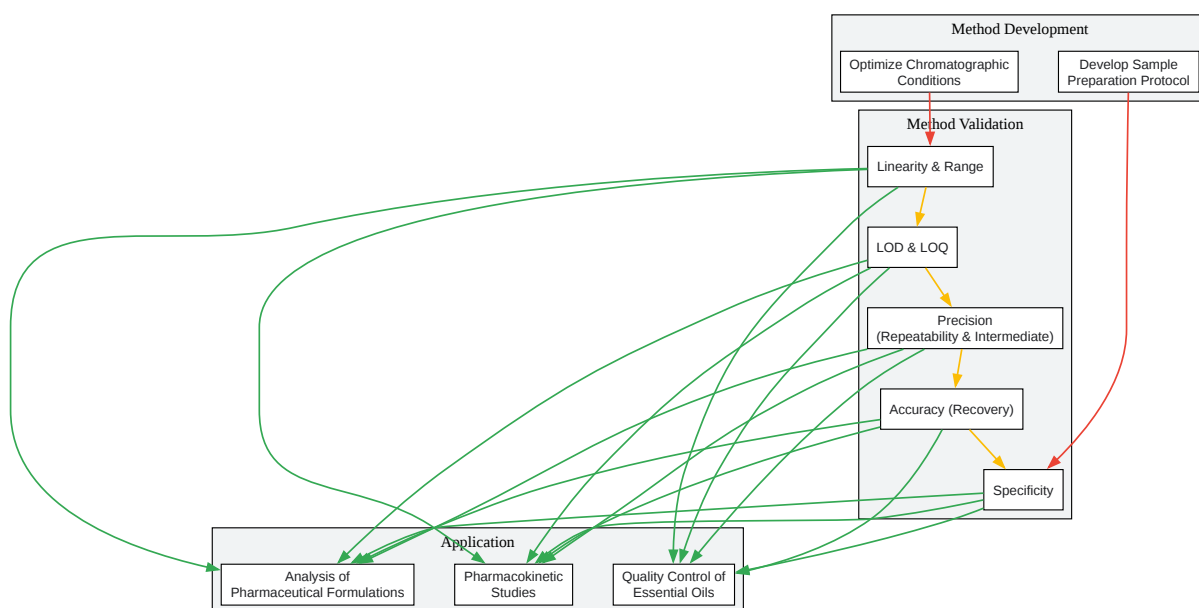 Method Development
Optimize Chromatographic
Conditions
Develop Sample
Preparation Protocol
Method Validation
Linearity & Range
LOD & LOQ
Precision
(Repeatability & Intermediate)
Accuracy (Recovery)
Specificity
Application
Analysis of
Pharmaceutical Formulations
Pharmacokinetic
Studies
Quality Control of
Essential Oils